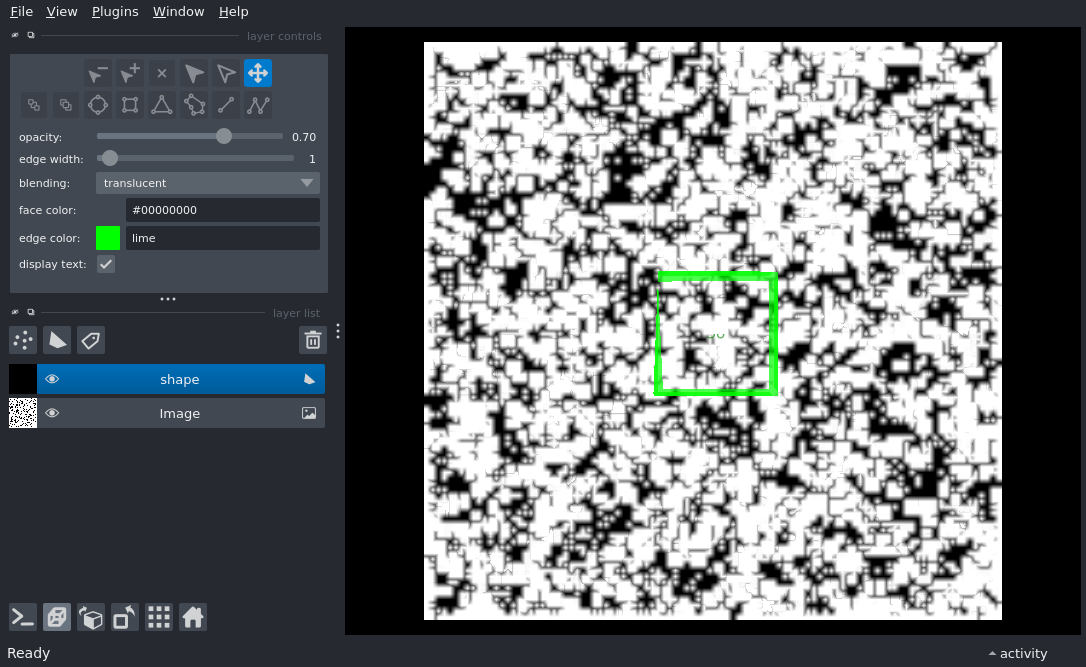 File View Plugins Window Help
layer controls
opacity: 0.70
edge width: 1
blending: translucent
face color: #00000000
edge color: lime
display text:
layer list
shape
Image
Ready
activity